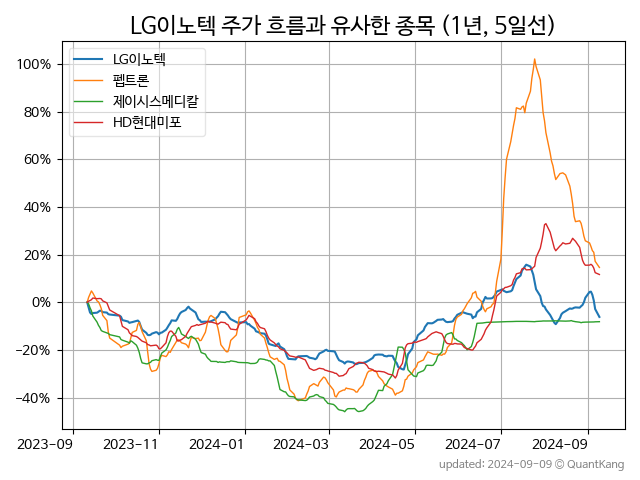 LG이노텍 주가 흐름과 유사한 종목 (1년, 5일선)
LG이노텍
펩트론
제이시스메디칼
HD현대미포
100%
80%
60%
40%
20%
0%
−20%
−40%
2023-09 2023-11 2024-01 2024-03 2024-05 2024-07 2024-09
updated: 2024-09-09 © QuantKang